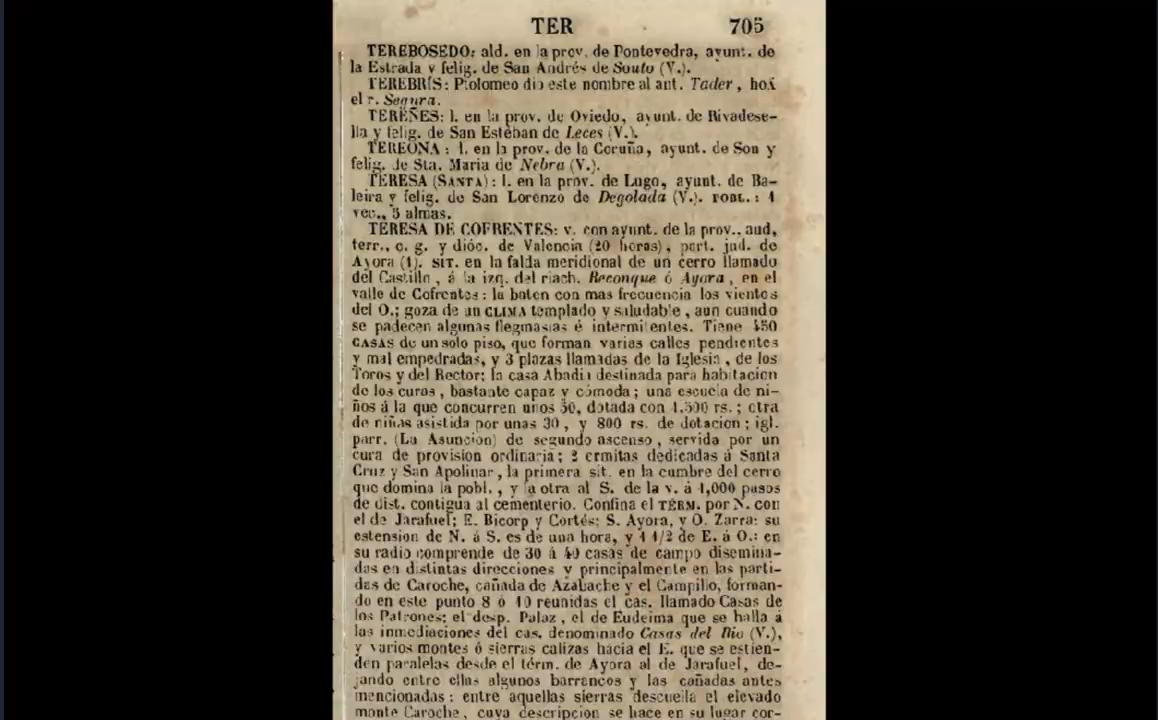 TER 705
TEREBOSEDO: ald. en la prov. de Pontevedra, ayunt. de
la Estrada y felig. de San Andrés de Souto (V.).
TEREBRIS: Ptolomeo dió este nombre al ant. Tader, hoi
el r. Segura.
TEREÑES: l. en la prov. de Oviedo, ayunt. de Rivadese-
lla y felig. de San Estéban de Leces (V.).
TEREONA: l. en la prov. de la Coruña, ayunt. de Son y
felig. de Sta. Maria de Nebra (V.).
TERESA (SANTA): l. en la prov. de Lugo, ayunt. de Ba-
leira y felig. de San Lorenzo de Degolada (V.). POBL.: 1
vec., 5 almas.
TERESA DE COFRENTES: v. con ayunt. de la prov., aud,
terr., c. g. y dióc. de Valencia (20 horas), part. jud. de
Ayora (1). SIT. en la falda meridional de un cerro llamado
del Castillo, á la izq. del riach. Reconque ó Ayora, en el
valle de Cofrentes: la baten con mas frecuencia los vientos
del O.; goza de un CLIMA templado y saludable, aun cuando
se padecen algunas flegmasias é intermitentes. Tiene 450
CASAS de un solo piso, que forman varias calles pendientes
y mal empedradas, y 3 plazas llamadas de la Iglesia, de los
Toros y del Rector; la casa Abadia destinada para habitacion
de los curas, bastante capaz y cómoda; una escuela de ni-
ños á la que concurren unos 50, dotada con 1,500 rs.; otra
de niñas asistida por unas 30, y 800 rs. de dotacion; igl.
parr. (La Asuncion) de segundo ascenso, servida por un
cura de provision ordinaria; 2 ermitas dedicadas á Santa
Cruz y San Apolinar, la primera sit. en la cumbre del cerro
que domina la pobl., y la otra al S. de la v. á 1,000 pasos
de dist. contigua al cementerio. Confina el TÉRM. por N. con
el de Jarafuel; E. Bicorp y Cortés; S. Ayora, y O. Zarra: su
estension de N. á S. es de una hora, y 1 1/2 de E. á O.: en
su radio comprende de 30 á 40 casas de campo disemina-
das en distintas direcciones y principalmente en las parti-
das de Caroche, cañada de Azabache y el Campillo, forman-
do en este punto 8 ó 10 reunidas el cas. llamado Casas de
los Patrones; el desp. Palaz, el de Eudeima que se halla á
las inmediaciones del cas. denominado Casas del Rio (V.),
y varios montes ó sierras calizas hacia el E. que se estien-
den paralelas desde el térm. de Ayora al de Jarafuel, de-
jando entre ellas algunos barrancos y las cañadas antes
mencionadas: entre aquellas sierras descuella el elevado
monte Caroche, cuya descripcion se hace en su lugar cor-